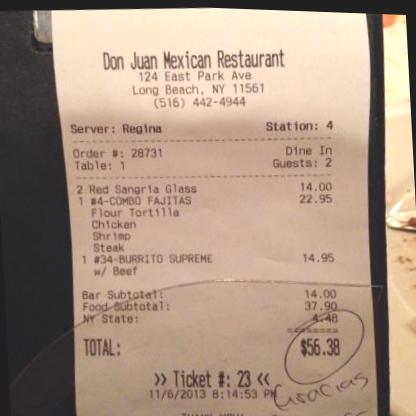 Don Juan Mexican Restaurant
124 East Park Ave
Long Beach, NY 11561
(516) 442-4944
Server: Regina Station: 4
Order #: 28731 Dine In
Table: 1 Guests: 2
2 Red Sangria Glass 14.00
1 #4-COMBO FAJITAS 22.95
Flour Tortilla
Chicken
Shrimp
Steak
1 #34-BURRITO SUPREME 14.95
w/ Beef
Bar Subtotal: 14.00
Food Subtotal: 37.90
NY State: 4.48
TOTAL: $56.38
>> Ticket #: 23 <<
11/6/2013 8:14:53 PM
Gracias